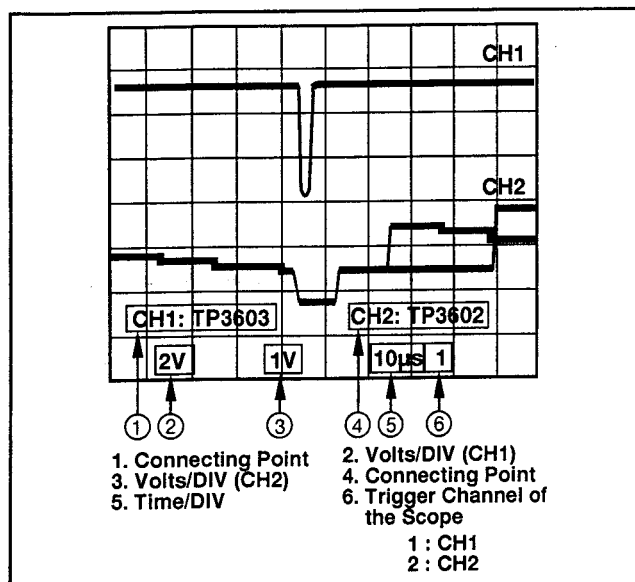 CH1
CH2
CH1: TP3603 CH2: TP3602
2V 1V 10µs 1
1 2 3 4 5 6
1. Connecting Point
3. Volts/DIV (CH2)
5. Time/DIV
2. Volts/DIV (CH1)
4. Connecting Point
6. Trigger Channel of
the Scope
1 : CH1
2 : CH2